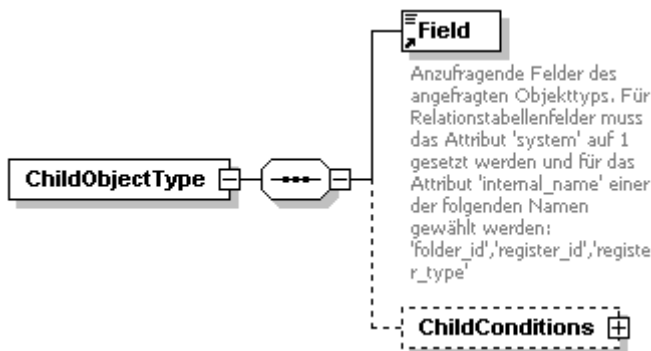 Field
Anzufragende Felder des
angefragten Objekttyps. Für
Relationstabellenfelder muss
das Attribut 'system' auf 1
gesetzt werden und für das
Attribut 'internal_name' einer
der folgenden Namen
gewählt werden:
'folder_id','register_id','registe
r_type'
ChildObjectType
ChildConditions